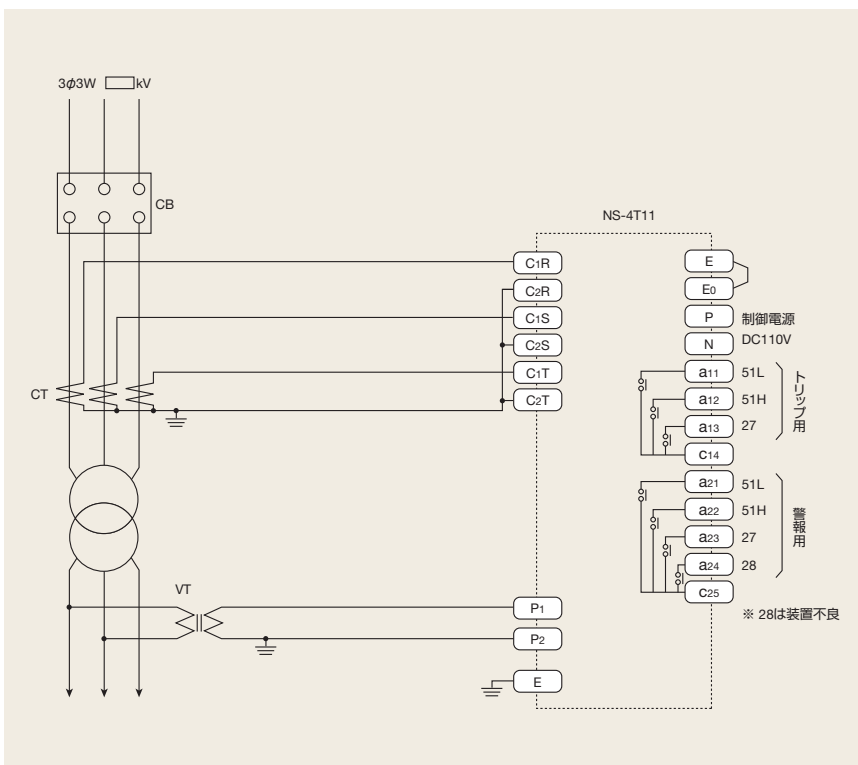 3φ3W □kV
CB
NS-4T11
C1R
C2R
C1S
C2S
C1T
C2T
CT
VT
P1
P2
E
E
E0
P 制御電源
N DC110V
a11 51L
a12 51H
a13 27
c14
トリップ用
a21 51L
a22 51H
a23 27
a24 28
c25
警報用
※ 28は装置不良